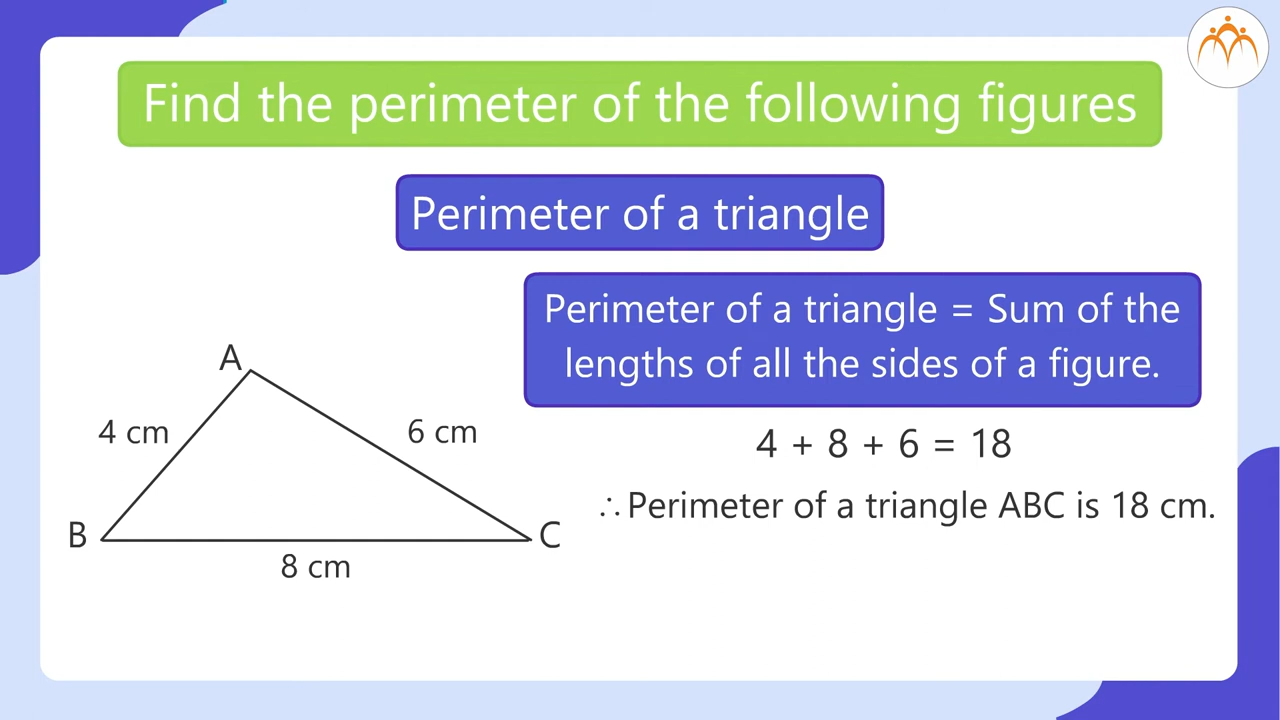 Find the perimeter of the following figures
Perimeter of a triangle
Perimeter of a triangle = Sum of the
lengths of all the sides of a figure.
A
4 cm
6 cm
B
C
8 cm
4 + 8 + 6 = 18
∴ Perimeter of a triangle ABC is 18 cm.